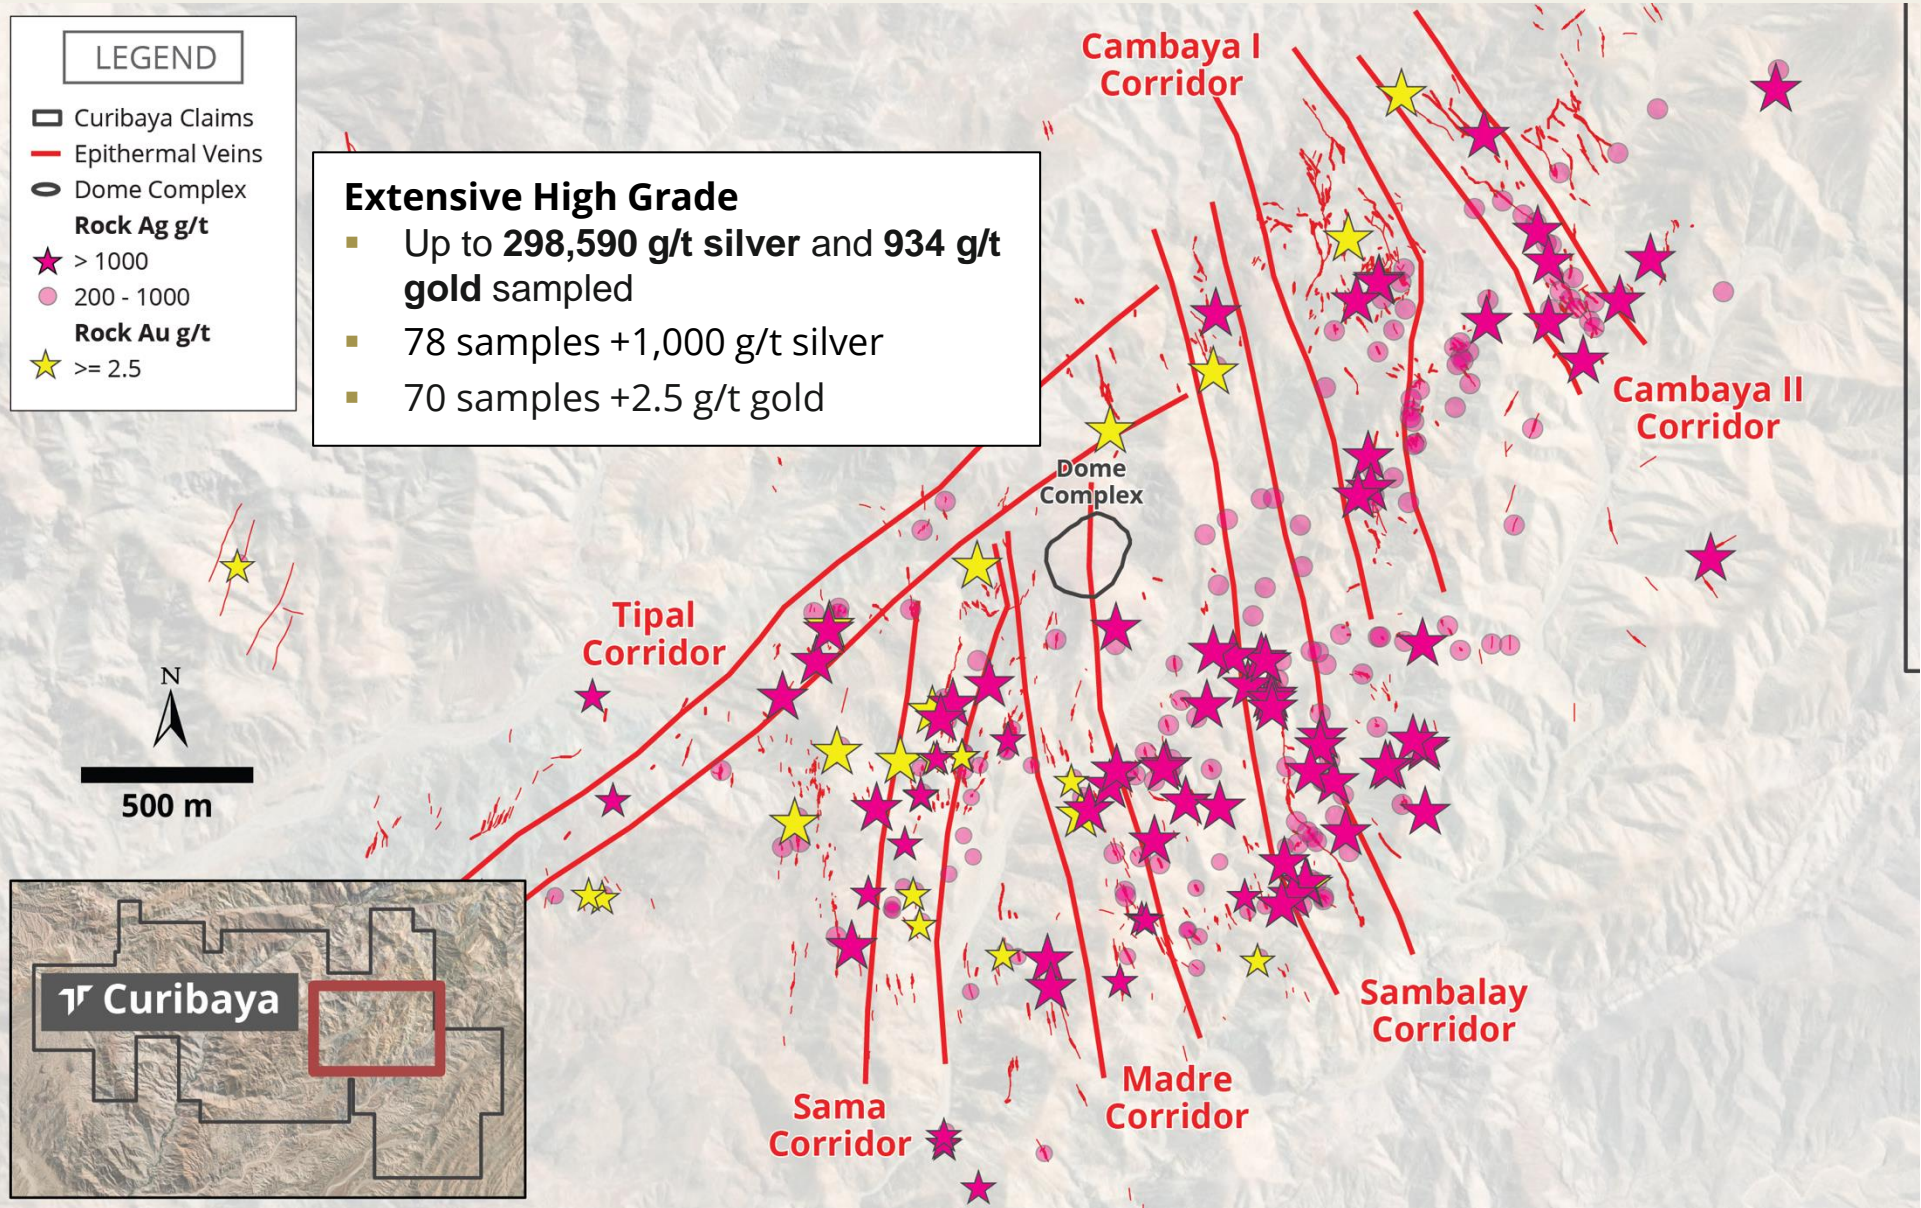 LEGEND
Curibaya Claims
Epithermal Veins
Dome Complex
Rock Ag g/t
> 1000
200 - 1000
Rock Au g/t
>= 2.5
Extensive High Grade
▪ Up to 298,590 g/t silver and 934 g/t
gold sampled
▪ 78 samples +1,000 g/t silver
▪ 70 samples +2.5 g/t gold
Cambaya I
Corridor
Cambaya II
Corridor
Dome
Complex
Tipal
Corridor
N
500 m
Curibaya
Sambalay
Corridor
Madre
Corridor
Sama
Corridor